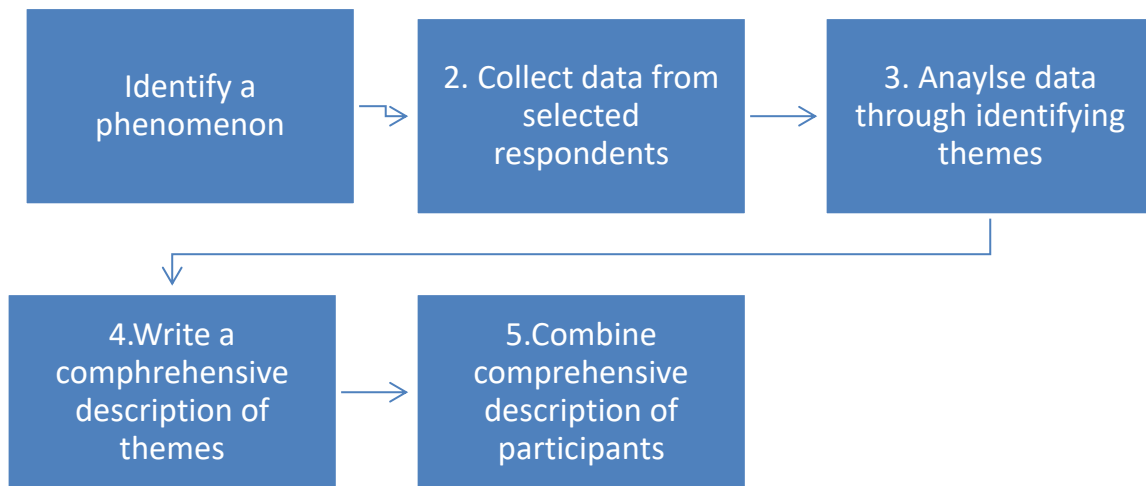 Identify a
phenomenon
2. Collect data from
selected
respondents
3. Anaylse data
through identifying
themes
4.Write a
comphrehensive
description of
themes
5.Combine
comprehensive
description of
participants